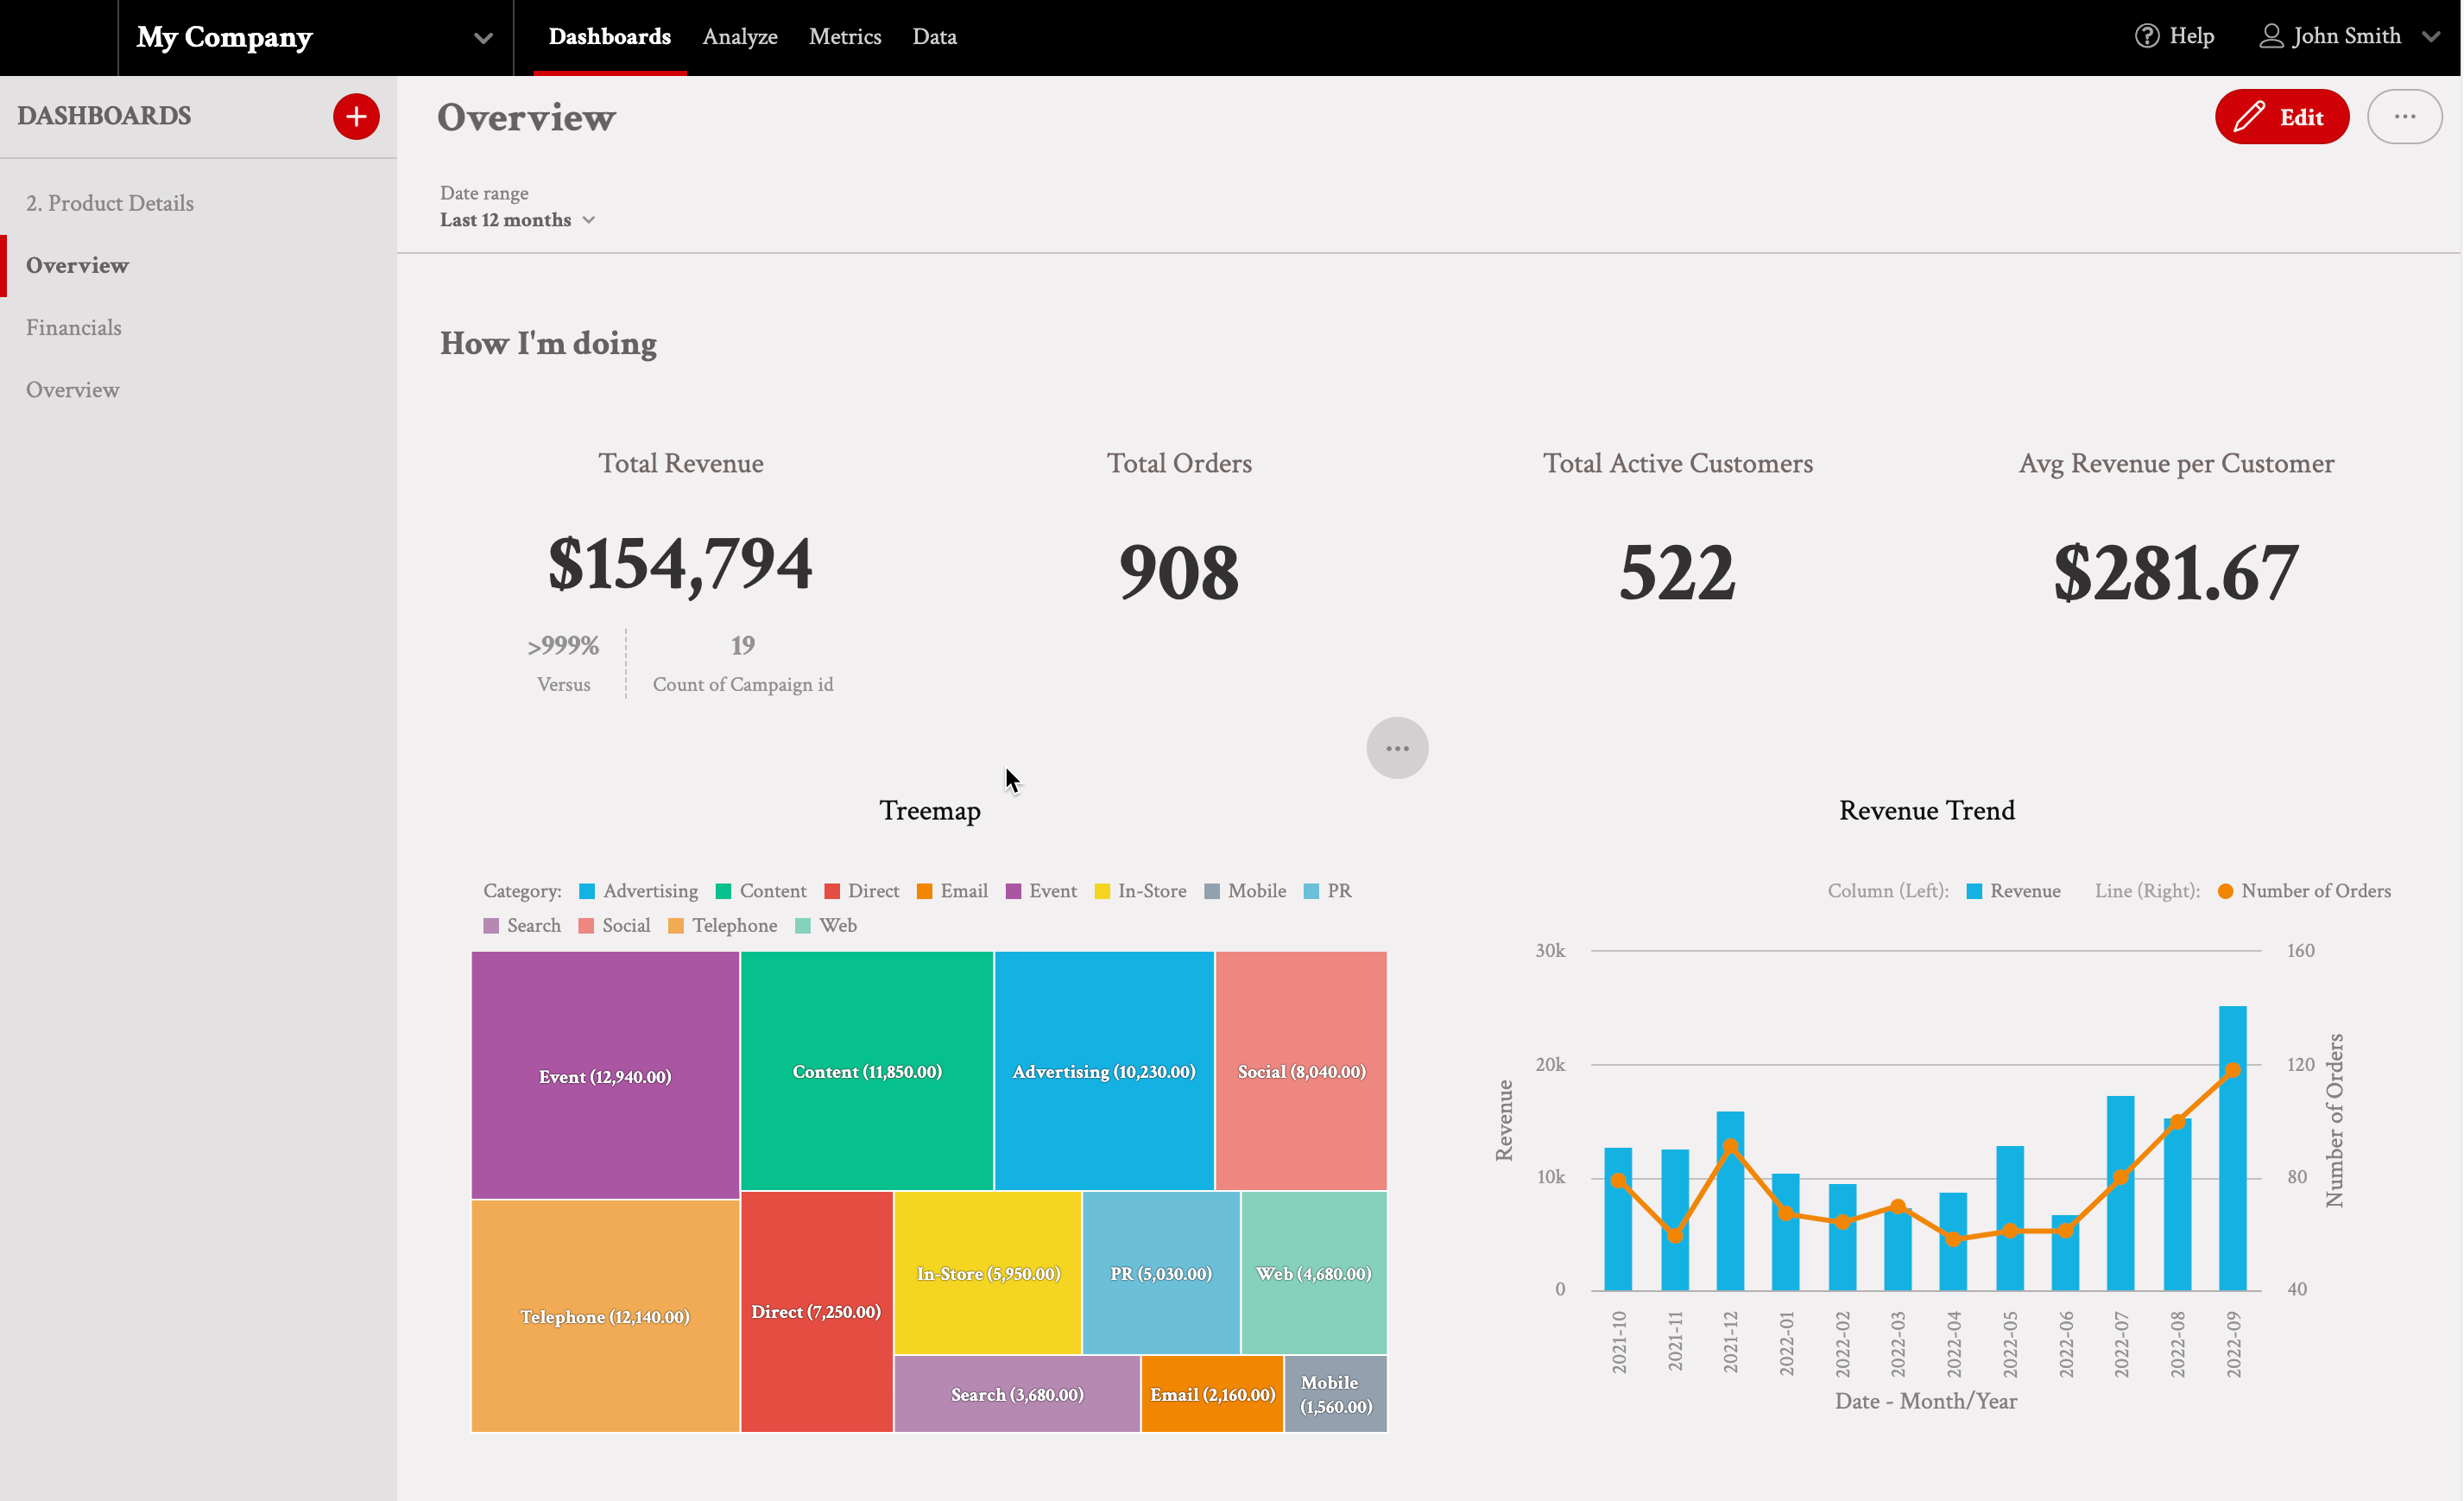 My Company
Dashboards Analyze Metrics Data
Help John Smith
DASHBOARDS
2. Product Details
Overview
Financials
Overview
Overview
Edit
Date range
Last 12 months
How I'm doing
Total Revenue
$154,794
>999%
Versus
19
Count of Campaign id
Total Orders
908
Total Active Customers
522
Avg Revenue per Customer
$281.67
Treemap
Category: Advertising Content Direct Email Event In-Store Mobile PR
Search Social Telephone Web
Event (12,940.00)
Content (11,850.00)
Advertising (10,230.00)
Social (8,040.00)
Telephone (12,140.00)
Direct (7,250.00)
In-Store (5,950.00)
PR (5,030.00)
Web (4,680.00)
Search (3,680.00)
Email (2,160.00)
Mobile
(1,560.00)
Revenue Trend
Column (Left): Revenue Line (Right): Number of Orders
30k
20k
10k
0
Revenue
160
120
80
40
Number of Orders
2021-10
2021-11
2021-12
2022-01
2022-02
2022-03
2022-04
2022-05
2022-06
2022-07
2022-08
2022-09
Date - Month/Year